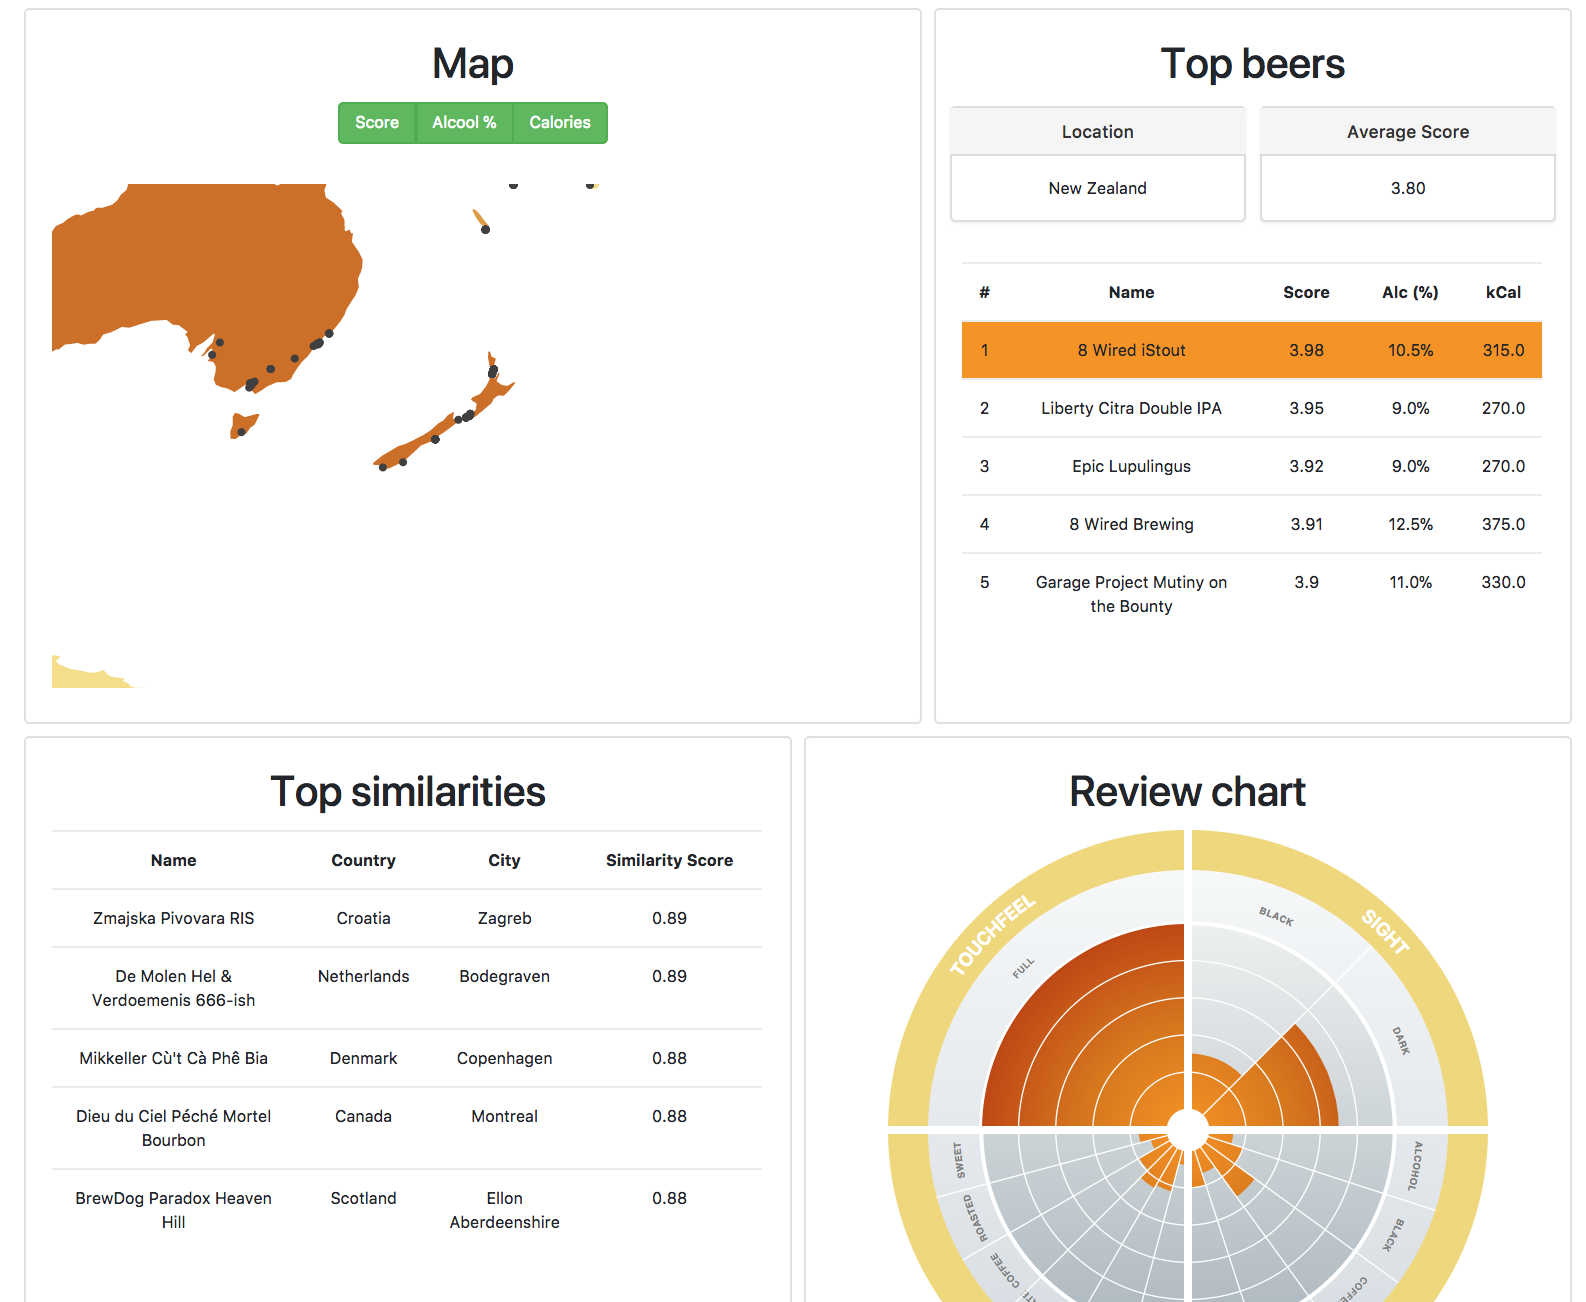 Map
Score Alcool % Calories
Top beers
Location Average Score
New Zealand 3.80
# Name Score Alc (%) kCal
1 8 Wired iStout 3.98 10.5% 315.0
2 Liberty Citra Double IPA 3.95 9.0% 270.0
3 Epic Lupulingus 3.92 9.0% 270.0
4 8 Wired Brewing 3.91 12.5% 375.0
5 Garage Project Mutiny on 3.9 11.0% 330.0
the Bounty
Top similarities
Name Country City Similarity Score
Zmajska Pivovara RIS Croatia Zagreb 0.89
De Molen Hel & Netherlands Bodegraven 0.89
Verdoemenis 666-ish
Mikkeller Cù't Cà Phê Bia Denmark Copenhagen 0.88
Dieu du Ciel Péché Mortel Canada Montreal 0.88
Bourbon
BrewDog Paradox Heaven Scotland Ellon 0.88
Hill Aberdeenshire
Review chart
TOUCHFEEL
FULL
BLACK
SIGHT
DARK
SWEET
ROASTED
COFFEE
ALCOHOL
BLACK